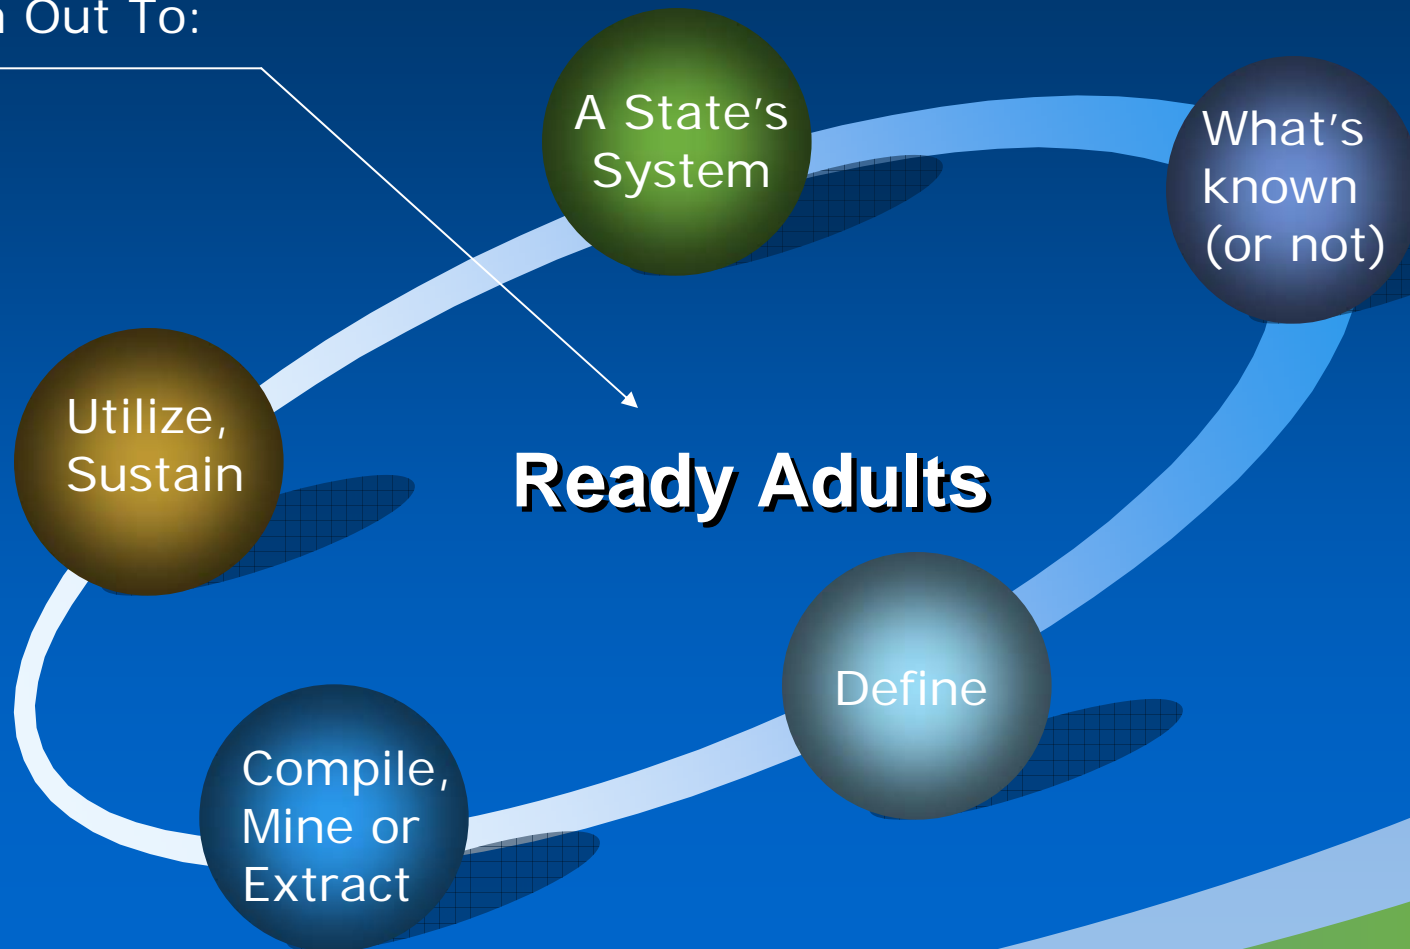 Out To:
A State's
System
What's
known
(or not)
Utilize,
Sustain
Ready Adults
Define
Compile,
Mine or
Extract